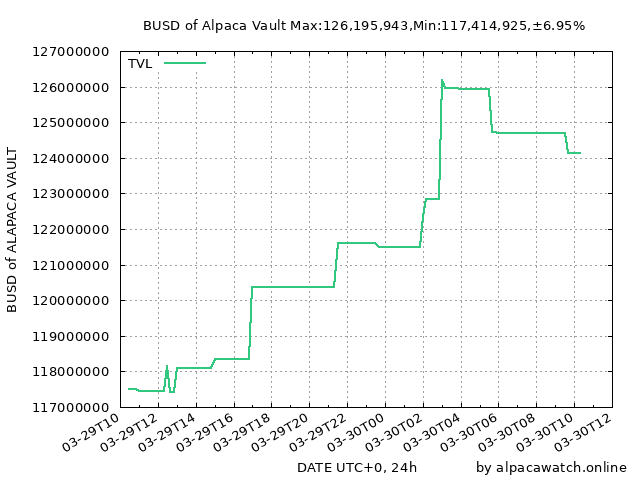 BUSD of Alpaca Vault Max:126,195,943,Min:117,414,925,±6.95%
TVL
127000000
126000000
125000000
124000000
123000000
122000000
121000000
120000000
119000000
118000000
117000000
BUSD of ALAPACA VAULT
03-29T10
03-29T12
03-29T14
03-29T16
03-29T18
03-29T20
03-29T22
03-30T00
03-30T02
03-30T04
03-30T06
03-30T08
03-30T10
03-30T12
DATE UTC+0, 24h
by alpacawatch.online